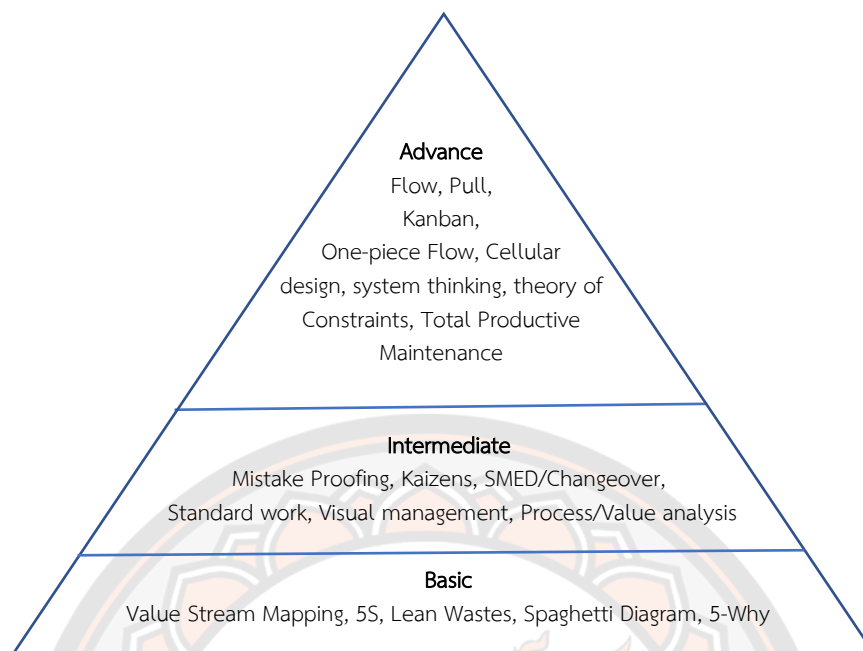 Advance
Flow, Pull,
Kanban,
One-piece Flow, Cellular
design, system thinking, theory of
Constraints, Total Productive
Maintenance
Intermediate
Mistake Proofing, Kaizens, SMED/Changeover,
Standard work, Visual management, Process/Value analysis
Basic
Value Stream Mapping, 5S, Lean Wastes, Spaghetti Diagram, 5-Why